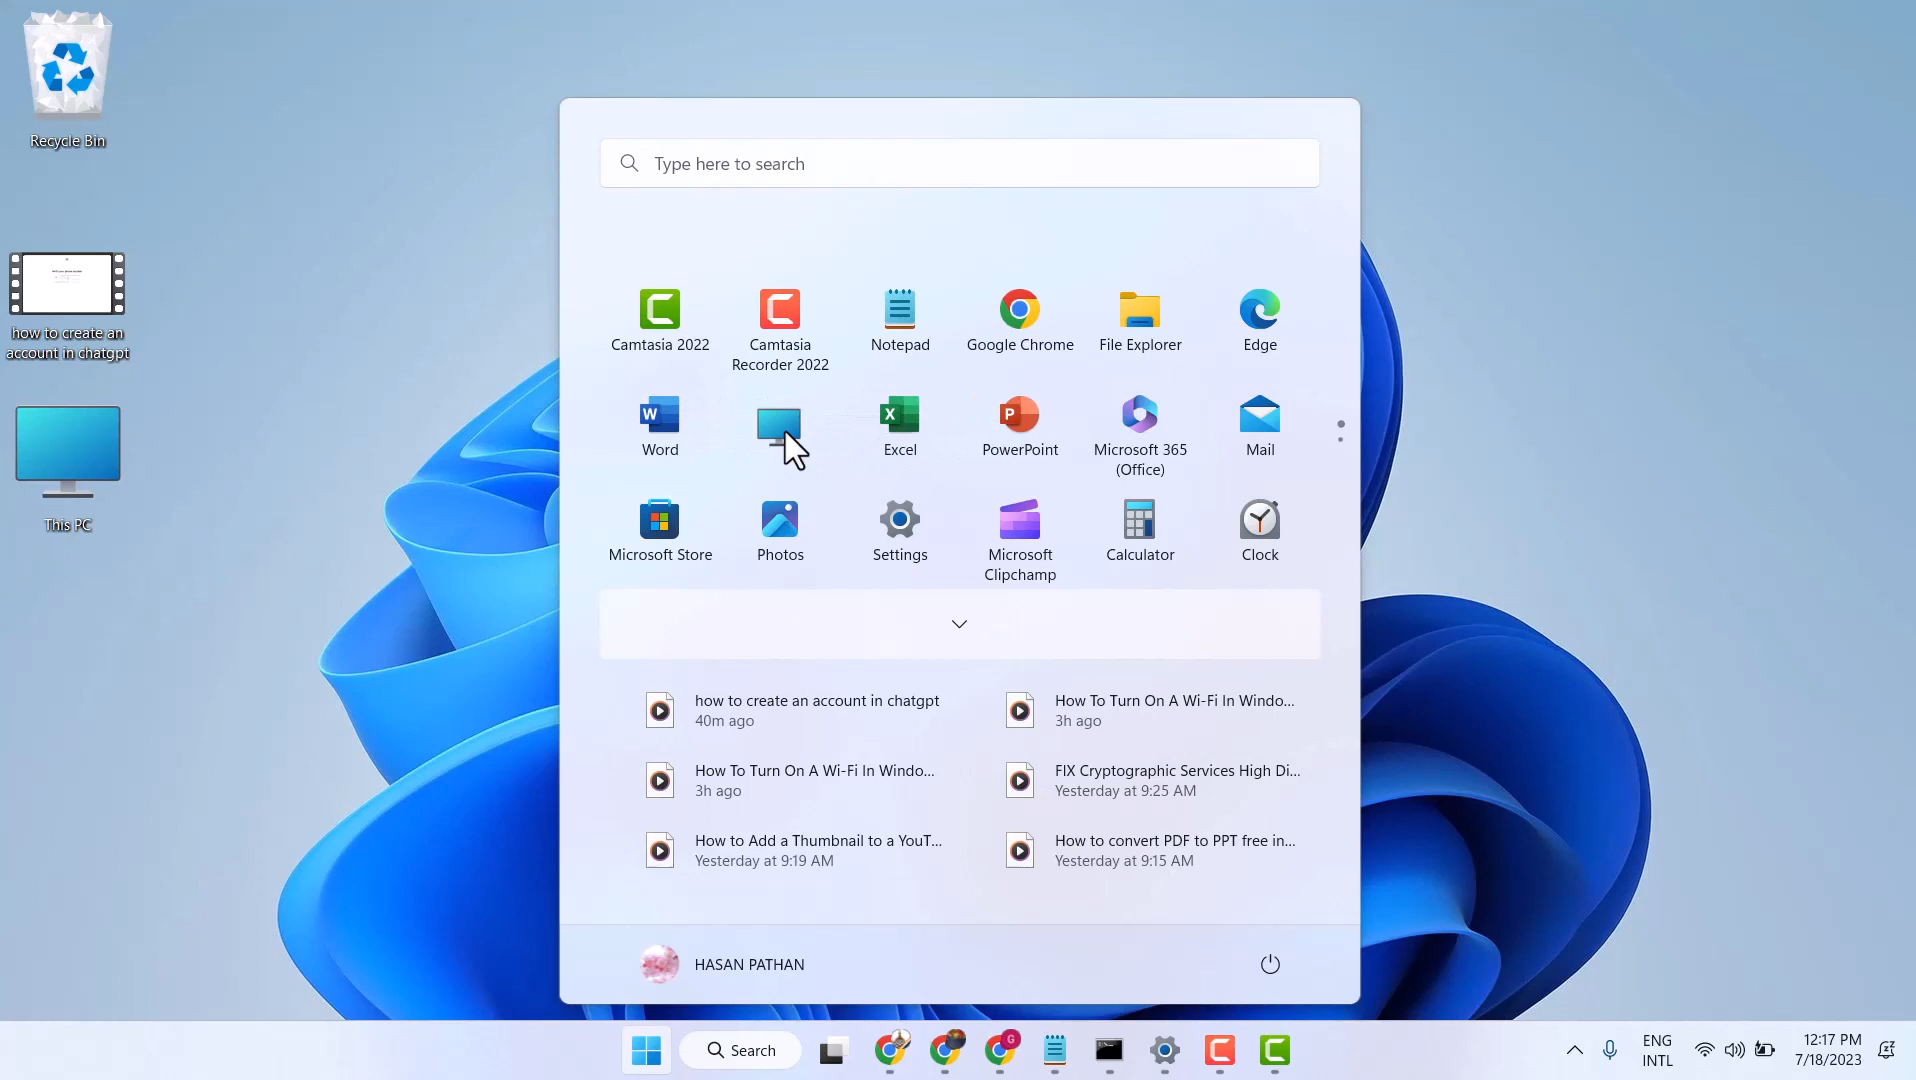 Recycle Bin
how to create an
account in chatgpt
This PC
Type here to search
Camtasia 2022
Camtasia
Recorder 2022
Notepad
Google Chrome
File Explorer
Edge
Word
Excel
PowerPoint
Microsoft 365
(Office)
Mail
Microsoft Store
Photos
Settings
Microsoft
Clipchamp
Calculator
Clock
how to create an account in chatgpt
40m ago
How To Turn On A Wi-Fi In Windo...
3h ago
How To Turn On A Wi-Fi In Windo...
3h ago
FIX Cryptographic Services High Di...
Yesterday at 9:25 AM
How to Add a Thumbnail to a YouT...
Yesterday at 9:19 AM
How to convert PDF to PPT free in...
Yesterday at 9:15 AM
HASAN PATHAN
Search
ENG
INTL
12:17 PM
7/18/2023